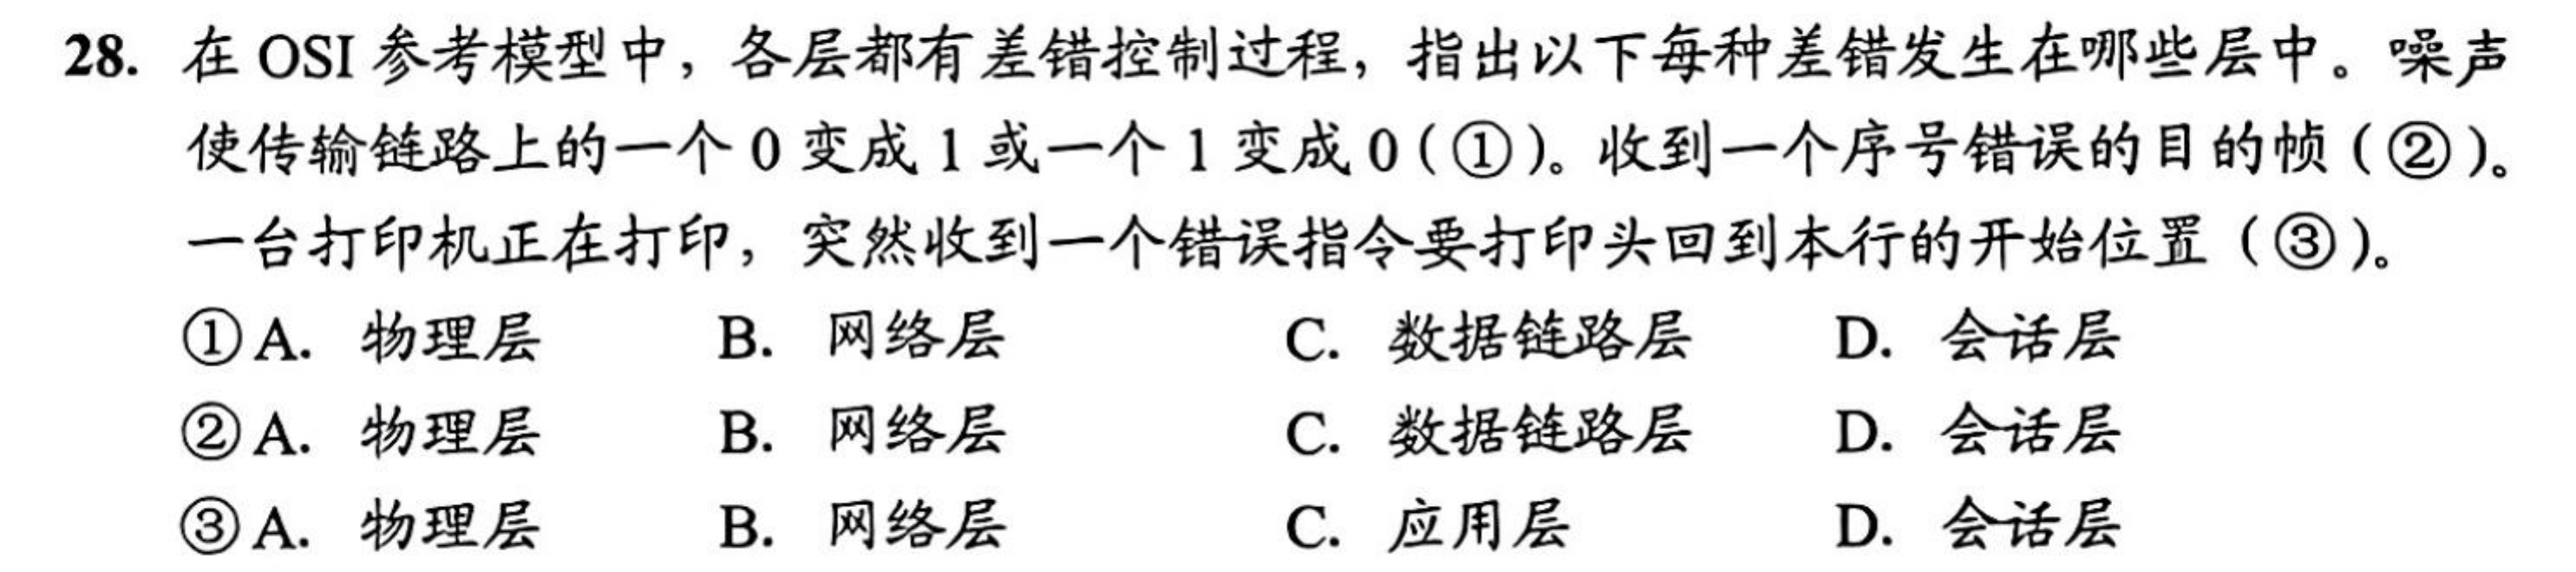 28. 在 OSI 参考模型中，各层都有差错控制过程，指出以下每种差错发生在哪些层中。噪声
使传输链路上的一个 0 变成 1 或一个 1 变成 0（①）。收到一个序号错误的目的帧（②）。
一台打印机正在打印，突然收到一个错误指令要打印头回到本行的开始位置（③）。
①A. 物理层 B. 网络层 C. 数据链路层 D. 会话层
②A. 物理层 B. 网络层 C. 数据链路层 D. 会话层
③A. 物理层 B. 网络层 C. 应用层 D. 会话层